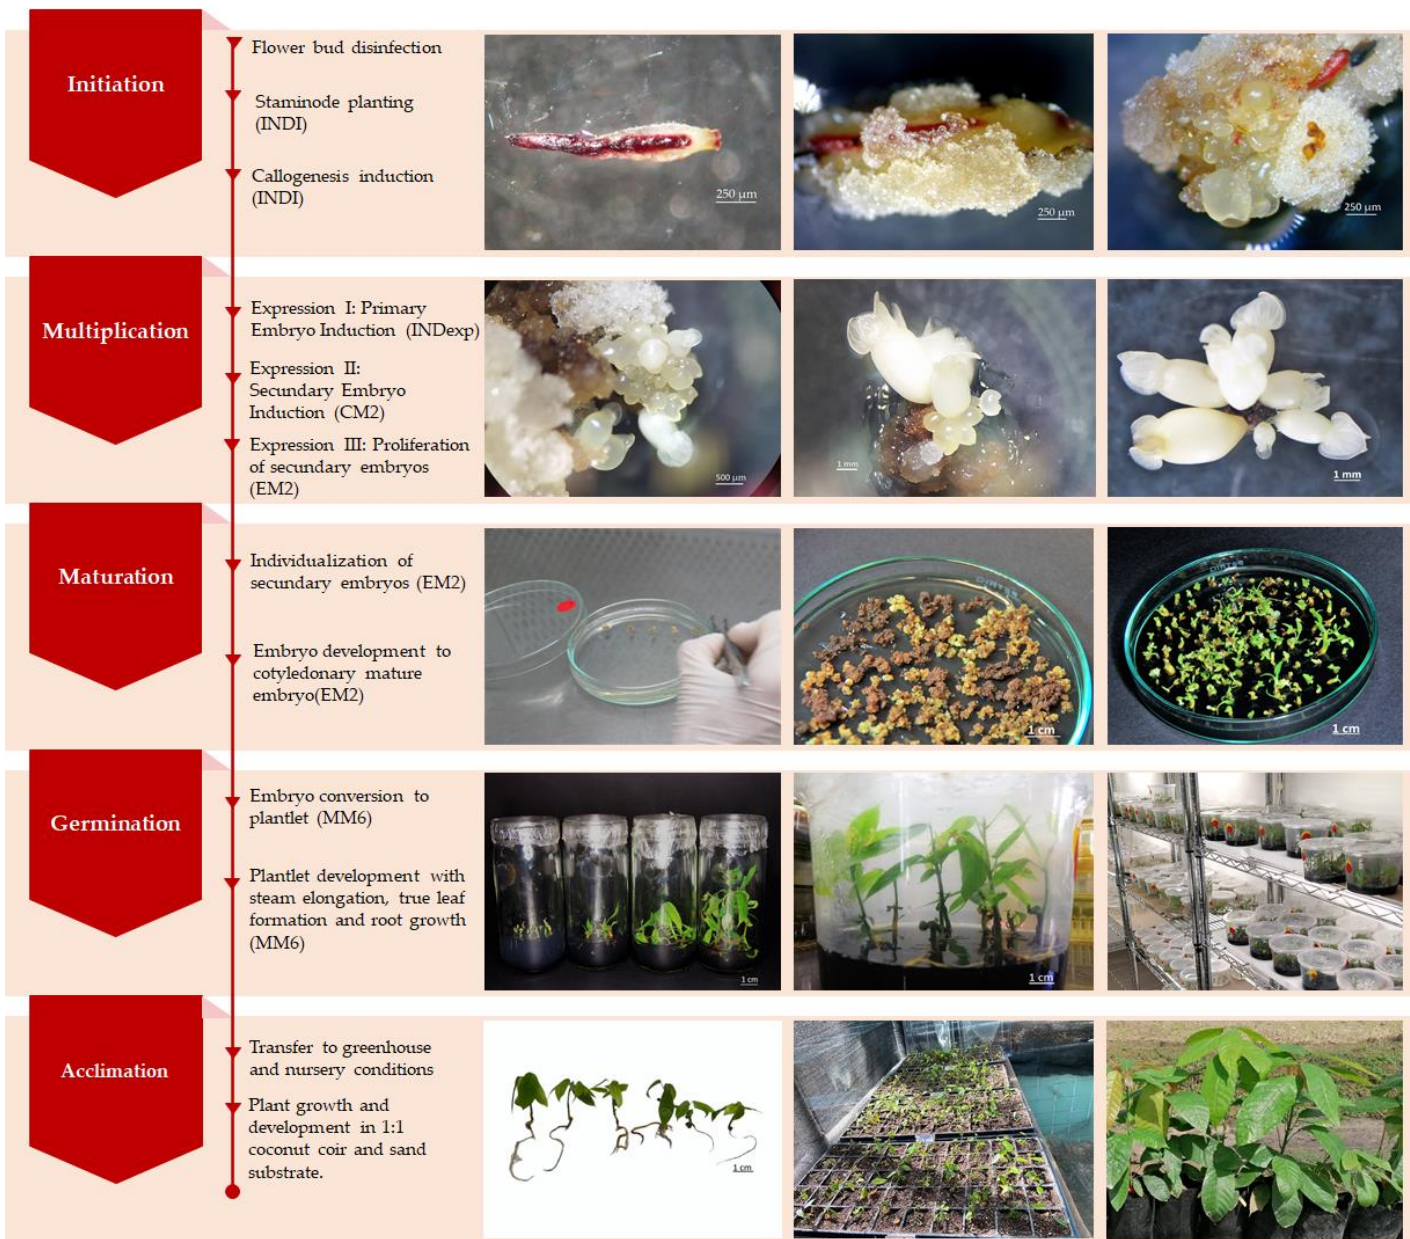 Initiation
Flower bud disinfection
Staminode planting
(INDI)
Callogenesis induction
(INDI)
250 µm
250 µm
250 µm
Multiplication
Expression I: Primary
Embryo Induction (INDexp)
Expression II:
Secundary Embryo
Induction (CM2)
Expression III: Proliferation
of secundary embryos
(EM2)
500 µm
1 mm
1 mm
Maturation
Individualization of
secundary embryos (EM2)
Embryo development to
cotyledonary mature
embryo(EM2)
1 cm
1 cm
Germination
Embryo conversion to
plantlet (MM6)
Plantlet development with
steam elongation, true leaf
formation and root growth
(MM6)
1 cm
1 cm
Acclimation
Transfer to greenhouse
and nursery conditions
Plant growth and
development in 1:1
coconut coir and sand
substrate.
1 cm